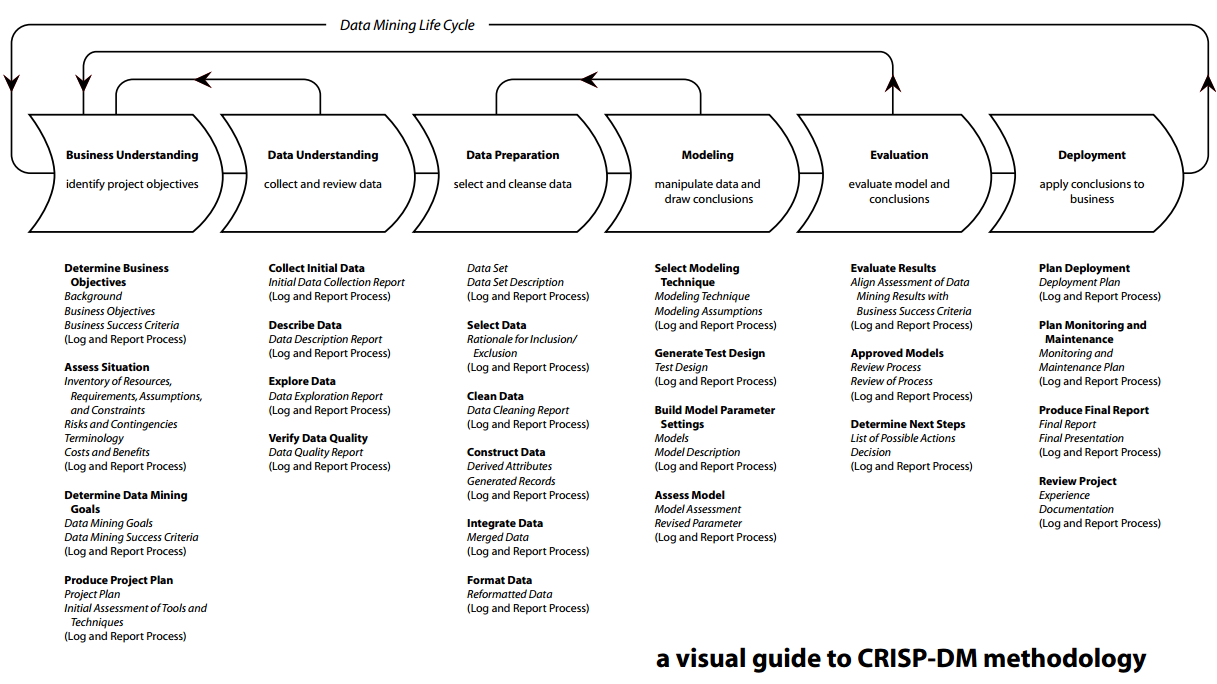 Data Mining Life Cycle
Business Understanding
identify project objectives
Data Understanding
collect and review data
Data Preparation
select and cleanse data
Modeling
manipulate data and
draw conclusions
Evaluation
evaluate model and
conclusions
Deployment
apply conclusions to
business
Determine Business
Objectives
Background
Business Objectives
Business Success Criteria
(Log and Report Process)
Assess Situation
Inventory of Resources,
Requirements, Assumptions,
and Constraints
Risks and Contingencies
Terminology
Costs and Benefits
(Log and Report Process)
Determine Data Mining
Goals
Data Mining Goals
Data Mining Success Criteria
(Log and Report Process)
Produce Project Plan
Project Plan
Initial Assessment of Tools and
Techniques
(Log and Report Process)
Collect Initial Data
Initial Data Collection Report
(Log and Report Process)
Describe Data
Data Description Report
(Log and Report Process)
Explore Data
Data Exploration Report
(Log and Report Process)
Verify Data Quality
Data Quality Report
(Log and Report Process)
Data Set
Data Set Description
(Log and Report Process)
Select Data
Rationale for Inclusion/
Exclusion
(Log and Report Process)
Clean Data
Data Cleaning Report
(Log and Report Process)
Construct Data
Derived Attributes
Generated Records
(Log and Report Process)
Integrate Data
Merged Data
(Log and Report Process)
Format Data
Reformatted Data
(Log and Report Process)
Select Modeling
Technique
Modeling Technique
Modeling Assumptions
(Log and Report Process)
Generate Test Design
Test Design
(Log and Report Process)
Build Model Parameter
Settings
Models
Model Description
(Log and Report Process)
Assess Model
Model Assessment
Revised Parameter
(Log and Report Process)
Evaluate Results
Align Assessment of Data
Mining Results with
Business Success Criteria
(Log and Report Process)
Approved Models
Review Process
Review of Process
(Log and Report Process)
Determine Next Steps
List of Possible Actions
Decision
(Log and Report Process)
Plan Deployment
Deployment Plan
(Log and Report Process)
Plan Monitoring and
Maintenance
Monitoring and
Maintenance Plan
(Log and Report Process)
Produce Final Report
Final Report
Final Presentation
(Log and Report Process)
Review Project
Experience
Documentation
(Log and Report Process)
a visual guide to CRISP-DM methodology